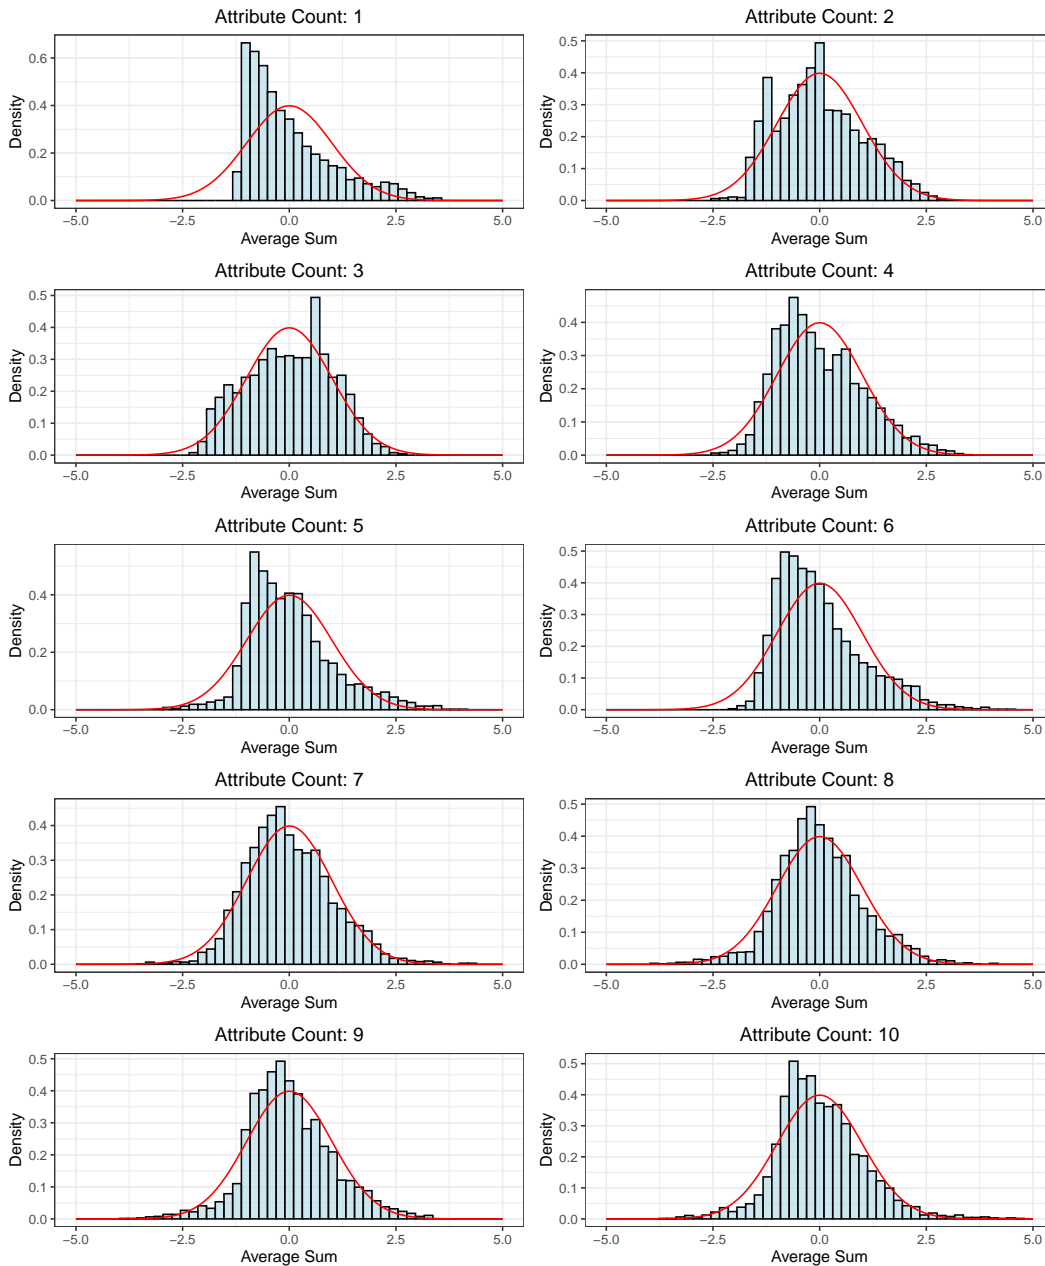 Attribute Count: 1
0.6
0.4
0.2
0.0
Density
−5.0 −2.5 0.0 2.5 5.0
Average Sum
Attribute Count: 2
0.5
0.4
0.3
0.2
0.1
0.0
Density
−5.0 −2.5 0.0 2.5 5.0
Average Sum
Attribute Count: 3
0.5
0.4
0.3
0.2
0.1
0.0
Density
−5.0 −2.5 0.0 2.5 5.0
Average Sum
Attribute Count: 4
0.4
0.3
0.2
0.1
0.0
Density
−5.0 −2.5 0.0 2.5 5.0
Average Sum
Attribute Count: 5
0.4
0.2
0.0
Density
−5.0 −2.5 0.0 2.5 5.0
Average Sum
Attribute Count: 6
0.5
0.4
0.3
0.2
0.1
0.0
Density
−5.0 −2.5 0.0 2.5 5.0
Average Sum
Attribute Count: 7
0.4
0.3
0.2
0.1
0.0
Density
−5.0 −2.5 0.0 2.5 5.0
Average Sum
Attribute Count: 8
0.5
0.4
0.3
0.2
0.1
0.0
Density
−5.0 −2.5 0.0 2.5 5.0
Average Sum
Attribute Count: 9
0.5
0.4
0.3
0.2
0.1
0.0
Density
−5.0 −2.5 0.0 2.5 5.0
Average Sum
Attribute Count: 10
0.5
0.4
0.3
0.2
0.1
0.0
Density
−5.0 −2.5 0.0 2.5 5.0
Average Sum